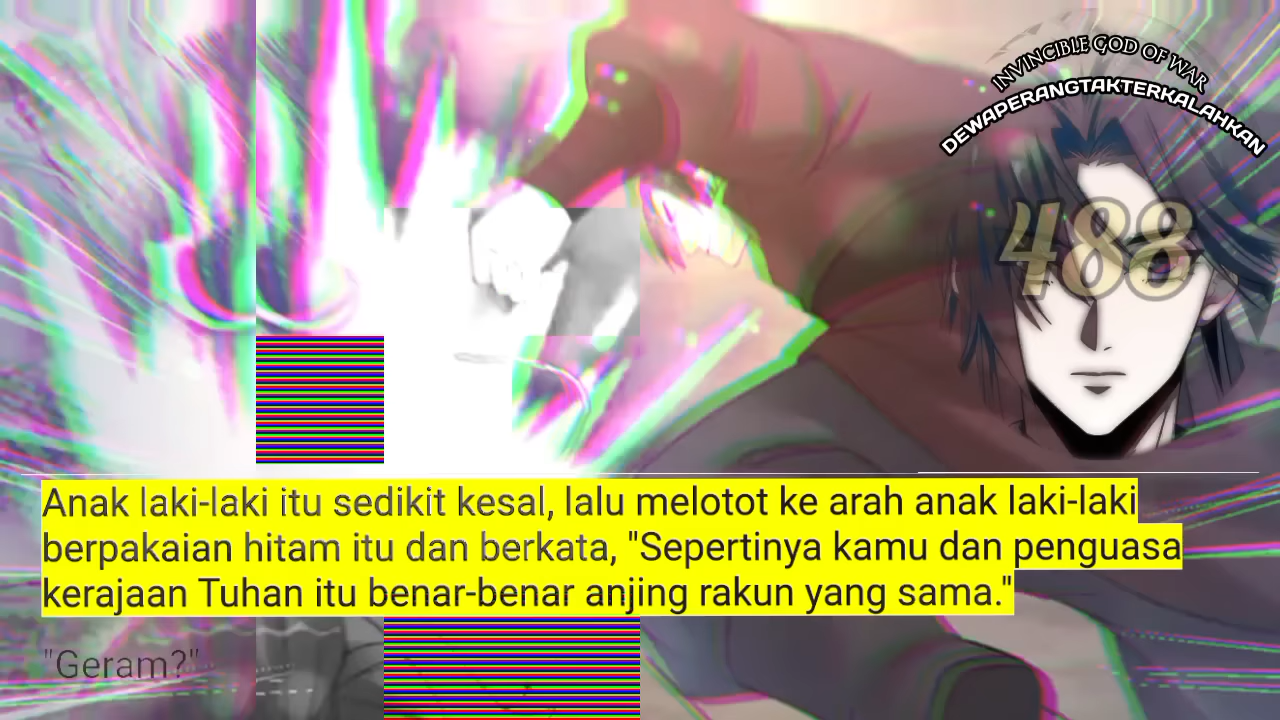 INVINCIBLE GOD OF WAR
DEWAPERANGTAKTERKALAHKAN
488
Anak laki-laki itu sedikit kesal, lalu melotot ke arah anak laki-laki
berpakaian hitam itu dan berkata, "Sepertinya kamu dan penguasa
kerajaan Tuhan itu benar-benar anjing rakun yang sama."
"Geram?"